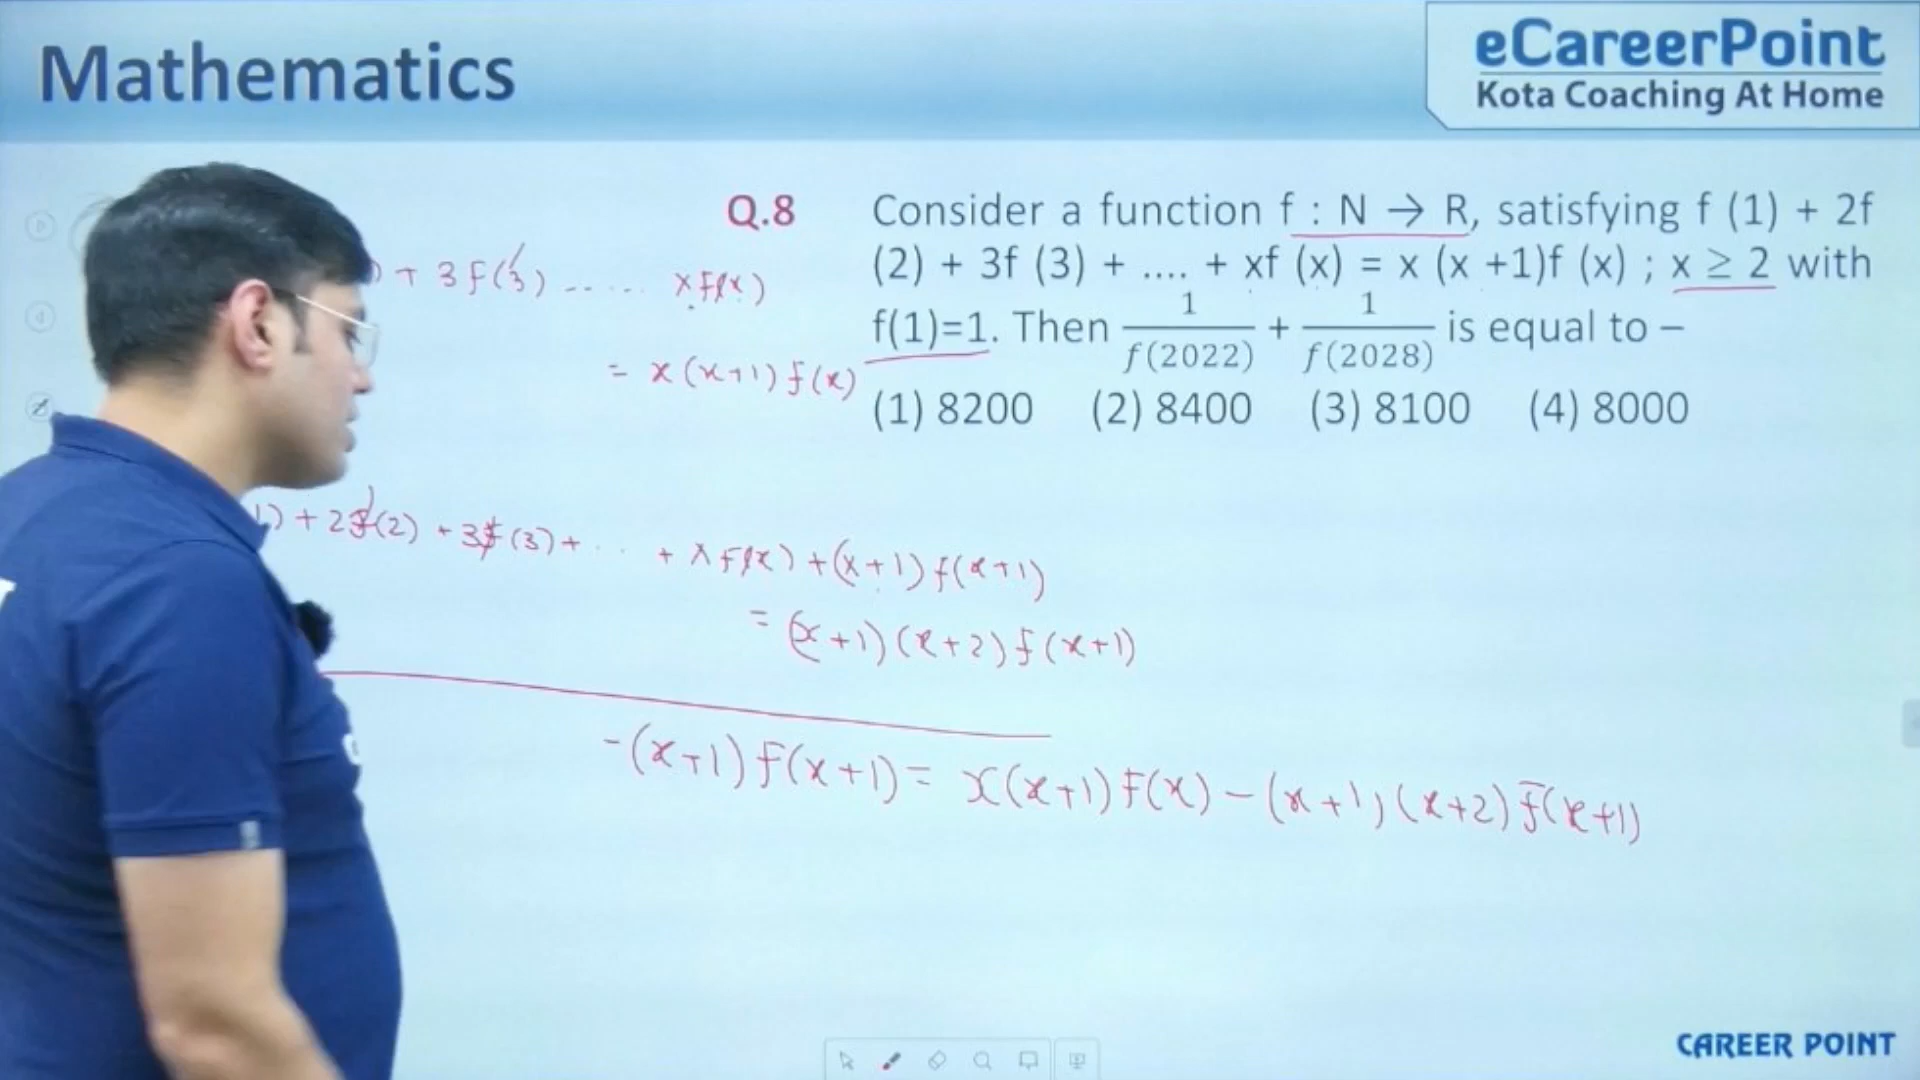 Mathematics
eCareerPoint
Kota Coaching At Home
Q.8 Consider a function f : N → R, satisfying f (1) + 2f
(2) + 3f (3) + .... + xf (x) = x (x +1)f (x) ; x ≥ 2 with
f(1)=1. Then 1/f(2022) + 1/f(2028) is equal to –
(1) 8200 (2) 8400 (3) 8100 (4) 8000
) + 3f(3) ...... xf(x)
= x(x+1)f(x)
1) + 2f(2) + 3f(3) + ... + xf(x) + (x+1)f(x+1)
= (x+1)(x+2)f(x+1)
-(x+1)f(x+1) = x(x+1)f(x) - (x+1)(x+2)f(x+1)
CAREER POINT